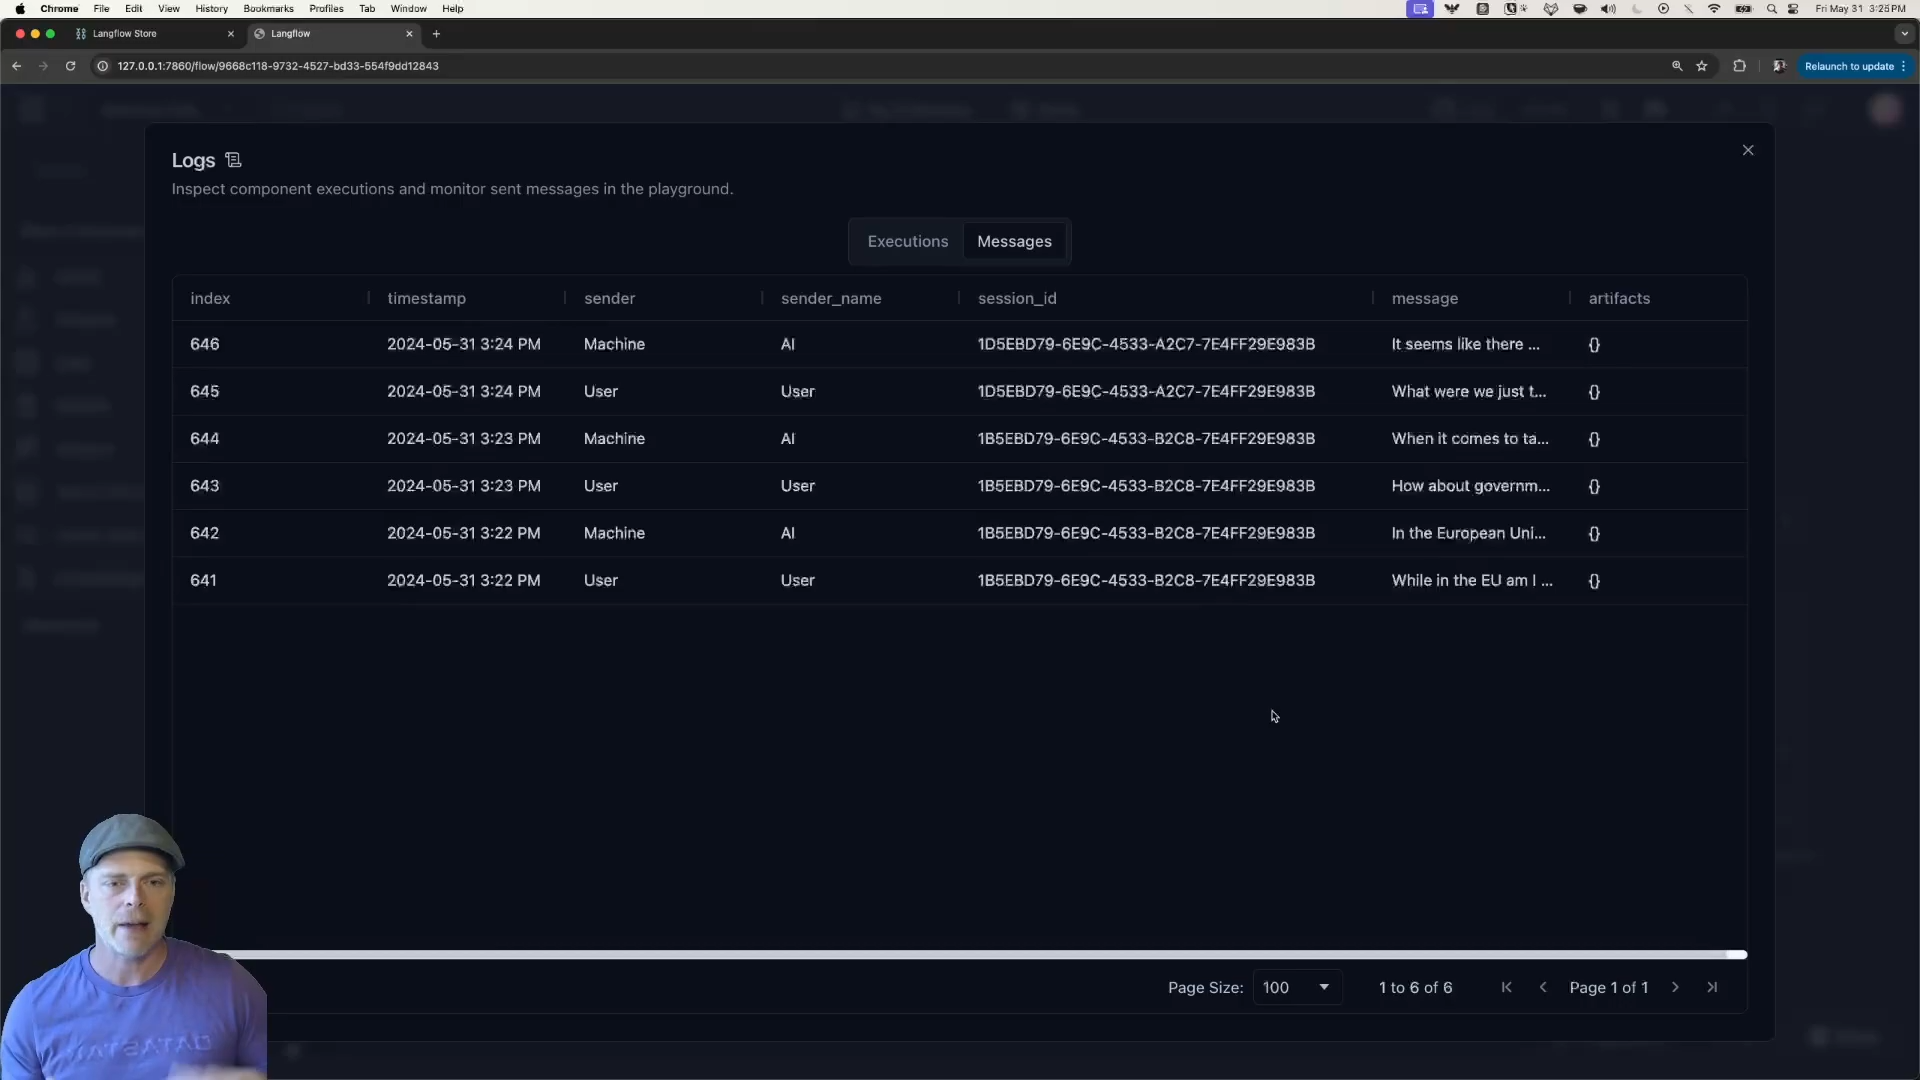 Chrome File Edit View History Bookmarks Profiles Tab Window Help Fri May 31 3:25 PM
Langflow Store Langflow
127.0.0.1:7860/flow/9668c118-9732-4527-bd33-554f9dd12843 Relaunch to update
Logs
Inspect component executions and monitor sent messages in the playground.
Executions Messages
index timestamp sender sender_name session_id message artifacts
646 2024-05-31 3:24 PM Machine AI 1D5EBD79-6E9C-4533-A2C7-7E4FF29E983B It seems like there ... {}
645 2024-05-31 3:24 PM User User 1D5EBD79-6E9C-4533-A2C7-7E4FF29E983B What were we just t... {}
644 2024-05-31 3:23 PM Machine AI 1B5EBD79-6E9C-4533-B2C8-7E4FF29E983B When it comes to ta... {}
643 2024-05-31 3:23 PM User User 1B5EBD79-6E9C-4533-B2C8-7E4FF29E983B How about governm... {}
642 2024-05-31 3:22 PM Machine AI 1B5EBD79-6E9C-4533-B2C8-7E4FF29E983B In the European Uni... {}
641 2024-05-31 3:22 PM User User 1B5EBD79-6E9C-4533-B2C8-7E4FF29E983B While in the EU am I ... {}
Page Size: 100 1 to 6 of 6 Page 1 of 1